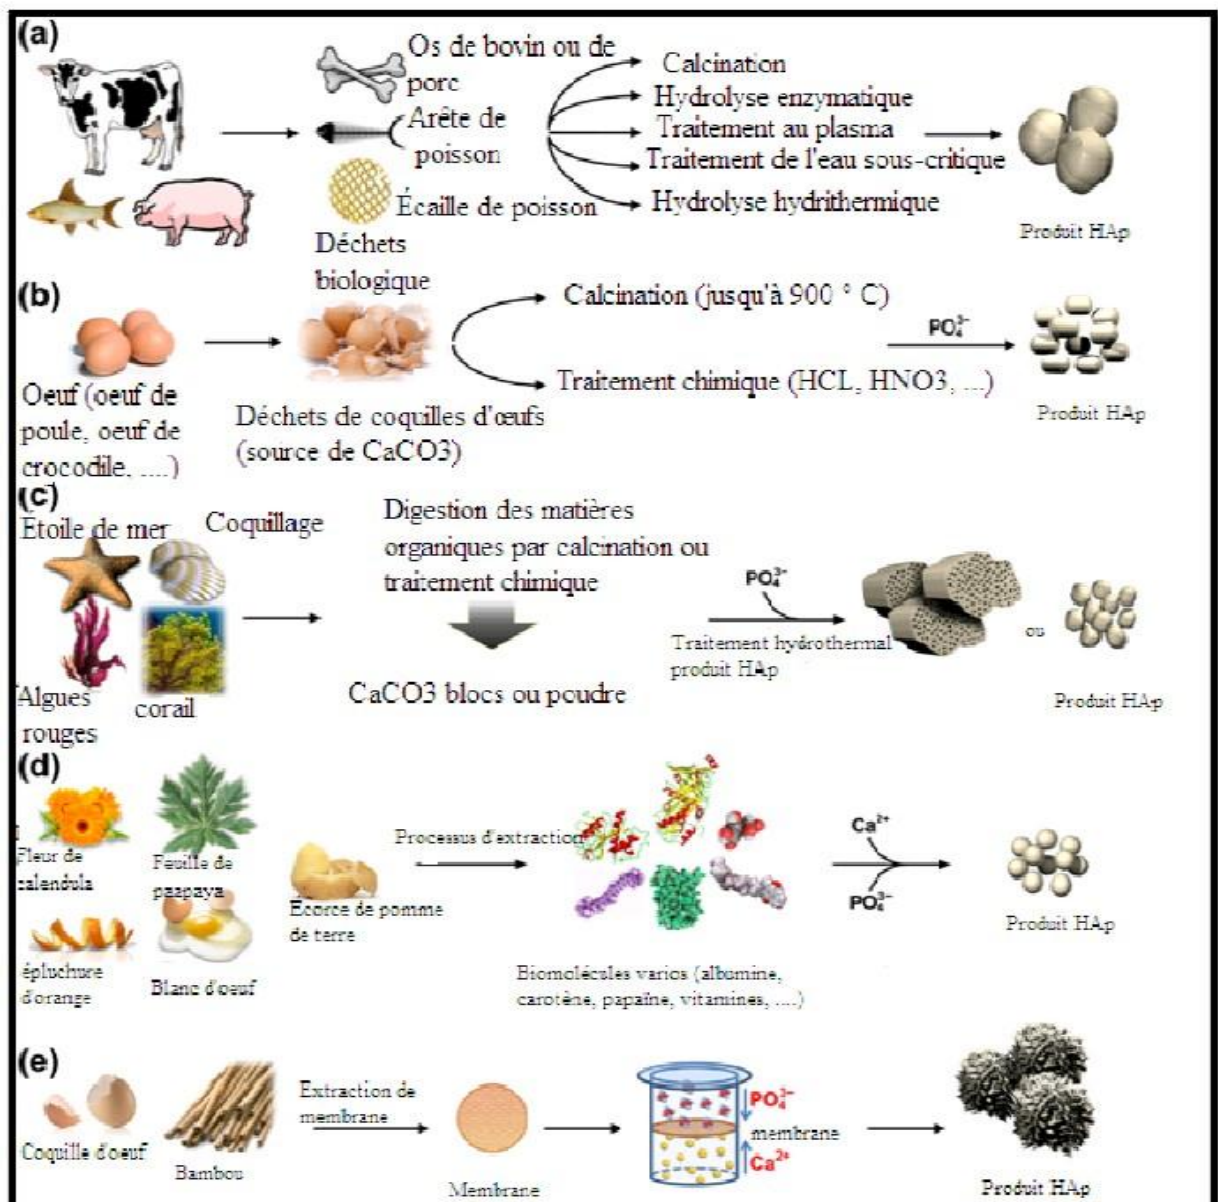 (a)
Os de bovin ou de
porc
Arête de
poisson
Écaille de poisson
Déchets
biologique
Calcination
Hydrolyse enzymatique
Traitement au plasma
Traitement de l'eau sous-critique
Hydrolyse hydrithermique
Produit HAp
(b)
Oeuf (oeuf de
poule, oeuf de
crocodile, ....)
Déchets de coquilles d'œufs
(source de CaCO3)
Calcination (jusqu'à 900 ° C)
Traitement chimique (HCL, HNO3, ...)
PO₄³⁻
Produit HAp
(c)
Etoile de mer
Coquillage
Algues
rouges
corail
Digestion des matières
organiques par calcination ou
traitement chimique
CaCO3 blocs ou poudre
PO₄³⁻
Traitement hydrothermal
produit HAp
ou
Produit HAp
(d)
Fleur de
calendula
Feuille de
paapaya
épluchure
d'orange
Blanc d'oeuf
Ecorce de pomme
de terre
Processus d'extraction
Biomolécules varios (albumine,
carotène, papaïne, vitamines, ....)
Ca²⁺
PO₄³⁻
Produit HAp
(e)
Coquille d'oeuf
Bambou
Extraction de
membrane
Membrane
PO₄³⁻
membrane
Ca²⁺
Produit HAp